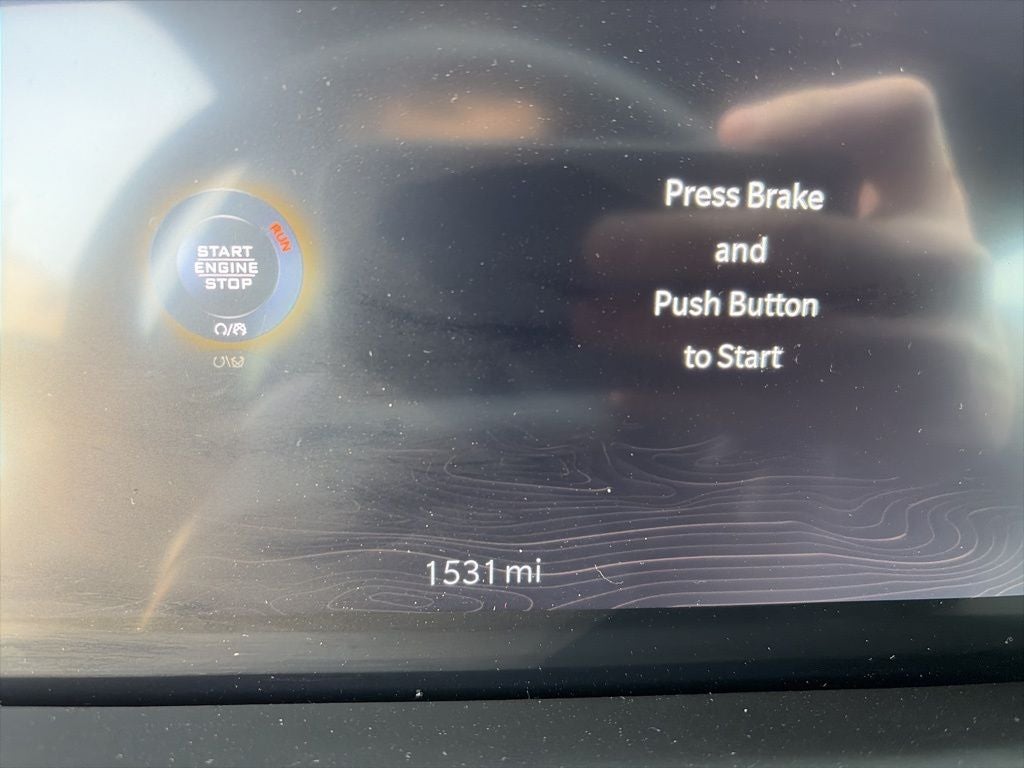 START
ENGINE
STOP
RUN
Press Brake
and
Push Button
to Start
1531 mi